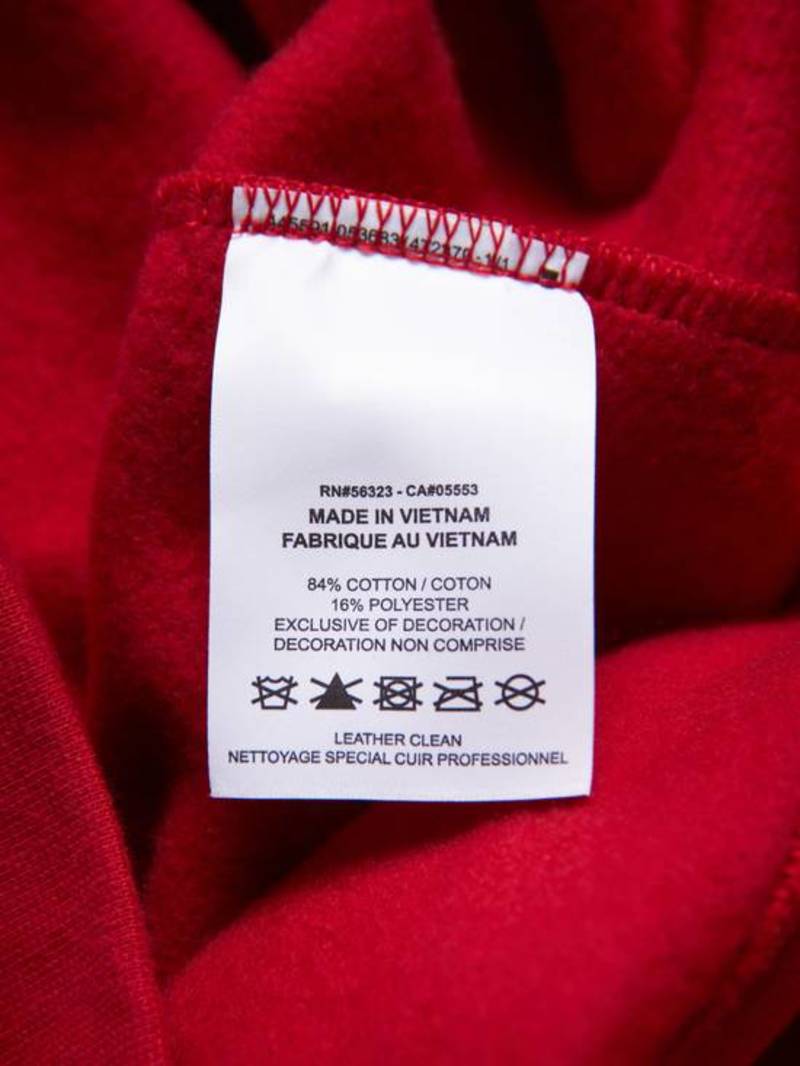 RN#56323 - CA#05553
MADE IN VIETNAM
FABRIQUE AU VIETNAM
84% COTTON / COTON
16% POLYESTER
EXCLUSIVE OF DECORATION /
DECORATION NON COMPRISE
LEATHER CLEAN
NETTOYAGE SPECIAL CUIR PROFESSIONNEL